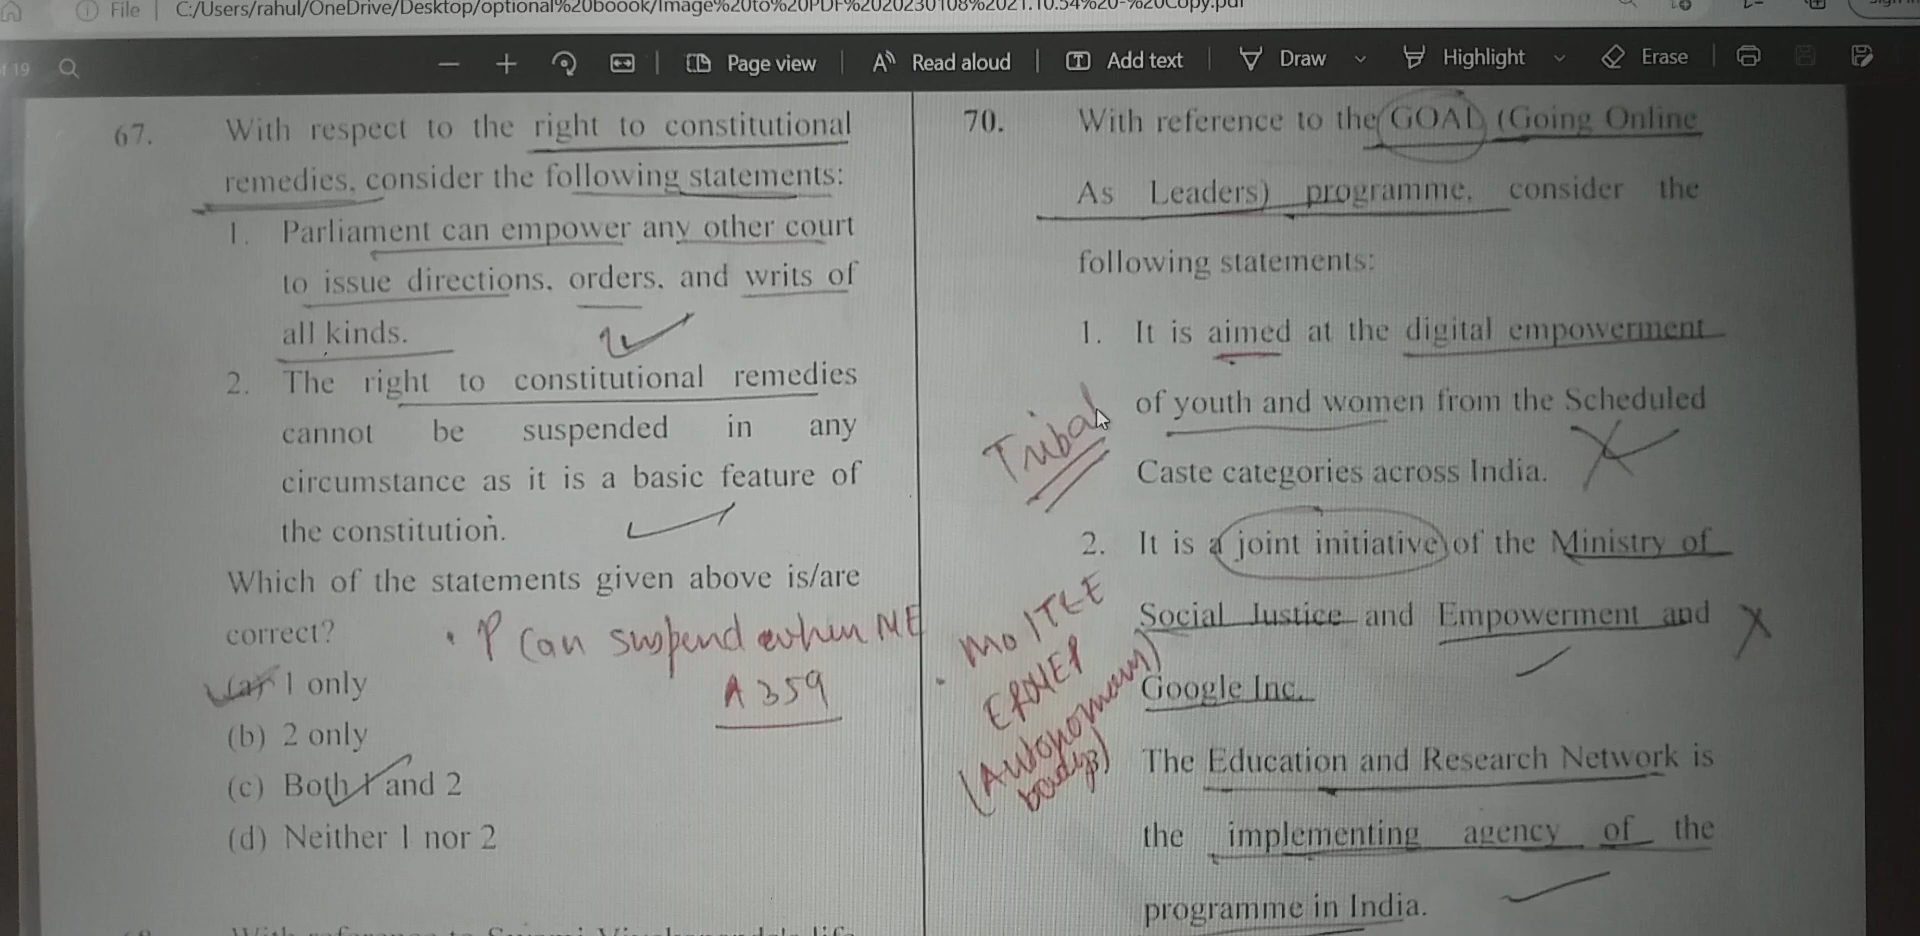 File | C:/Users/rahul/OneDrive/Desktop/optional%20boook/Image%20to%20PDF%2020230108%2021.10.54%20-%20Copy.pdf
f 19
Page view
Read aloud
Add text
Draw
Highlight
Erase
67. With respect to the right to constitutional
remedies, consider the following statements:
1. Parliament can empower any other court
to issue directions, orders, and writs of
all kinds.
2. The right to constitutional remedies
cannot be suspended in any
circumstance as it is a basic feature of
the constitution.
Which of the statements given above is/are
correct?
P can suspend when NE
A 359
(a) 1 only
(b) 2 only
(c) Both 1 and 2
(d) Neither 1 nor 2
70. With reference to the GOAL (Going Online
As Leaders) programme, consider the
following statements:
1. It is aimed at the digital empowerment
of youth and women from the Scheduled
Caste categories across India.
Tribal
2. It is a joint initiative of the Ministry of
Social Justice and Empowerment and
Google Inc.
MoITEE
ERNEP
(Autonomous)
body
3) The Education and Research Network is
the implementing agency of the
programme in India.